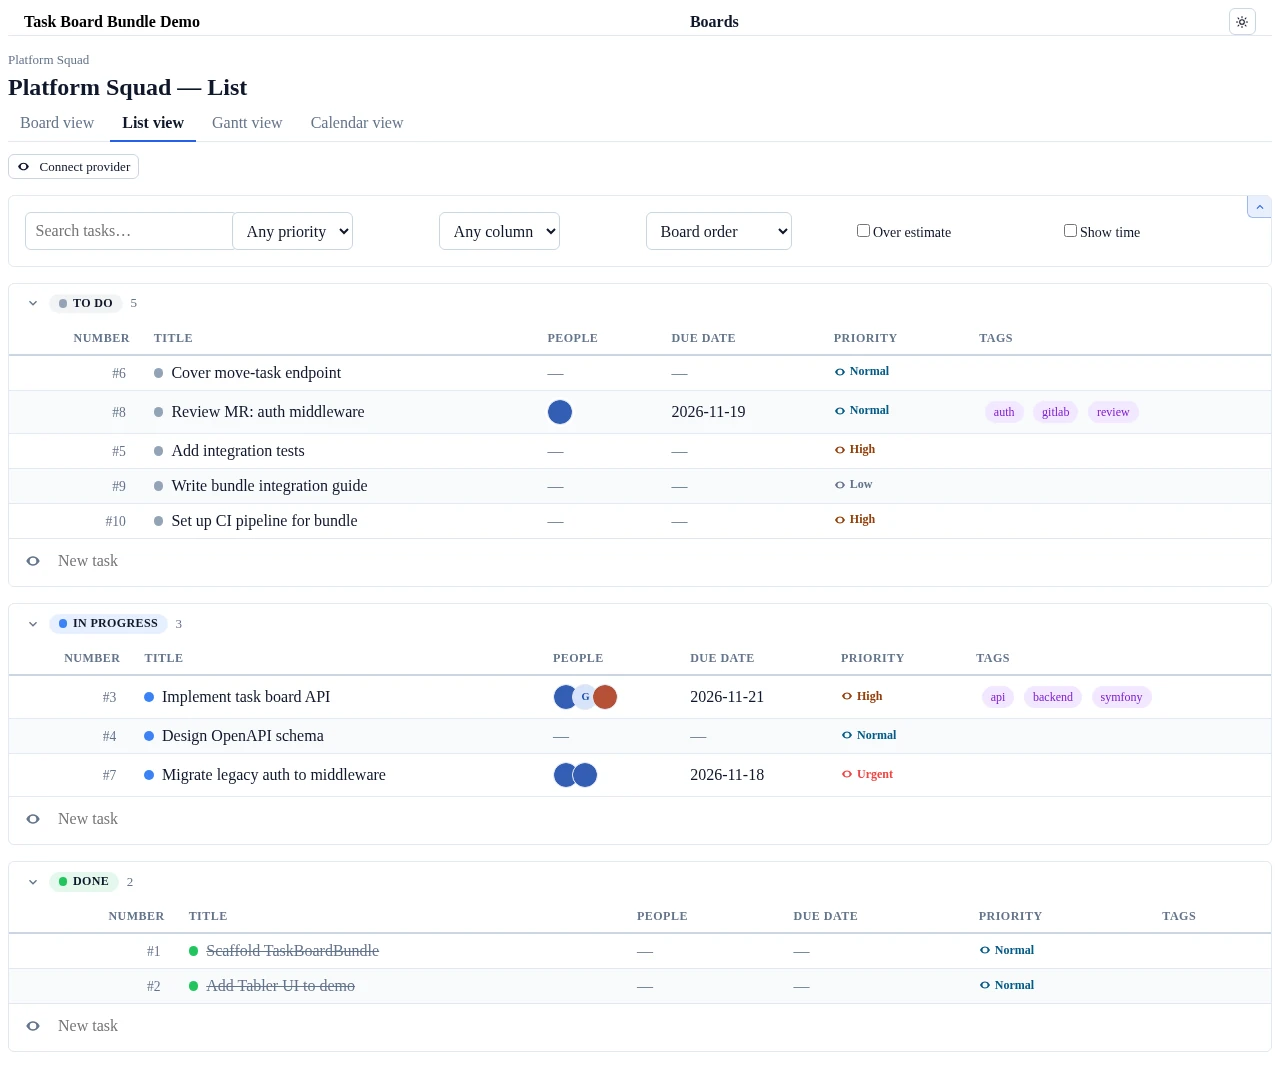 Task Board Bundle Demo Boards
Platform Squad
Platform Squad — List
Board view List view Gantt view Calendar view
Connect provider
Search tasks… Any priority Any column Board order Over estimate Show time
TO DO 5
NUMBER TITLE PEOPLE DUE DATE PRIORITY TAGS
#6 Cover move-task endpoint — — Normal
#8 Review MR: auth middleware 2026-11-19 Normal auth gitlab review
#5 Add integration tests — — High
#9 Write bundle integration guide — — Low
#10 Set up CI pipeline for bundle — — High
New task
IN PROGRESS 3
NUMBER TITLE PEOPLE DUE DATE PRIORITY TAGS
#3 Implement task board API G 2026-11-21 High api backend symfony
#4 Design OpenAPI schema — — Normal
#7 Migrate legacy auth to middleware 2026-11-18 Urgent
New task
DONE 2
NUMBER TITLE PEOPLE DUE DATE PRIORITY TAGS
#1 Scaffold TaskBoardBundle — — Normal
#2 Add Tabler UI to demo — — Normal
New task